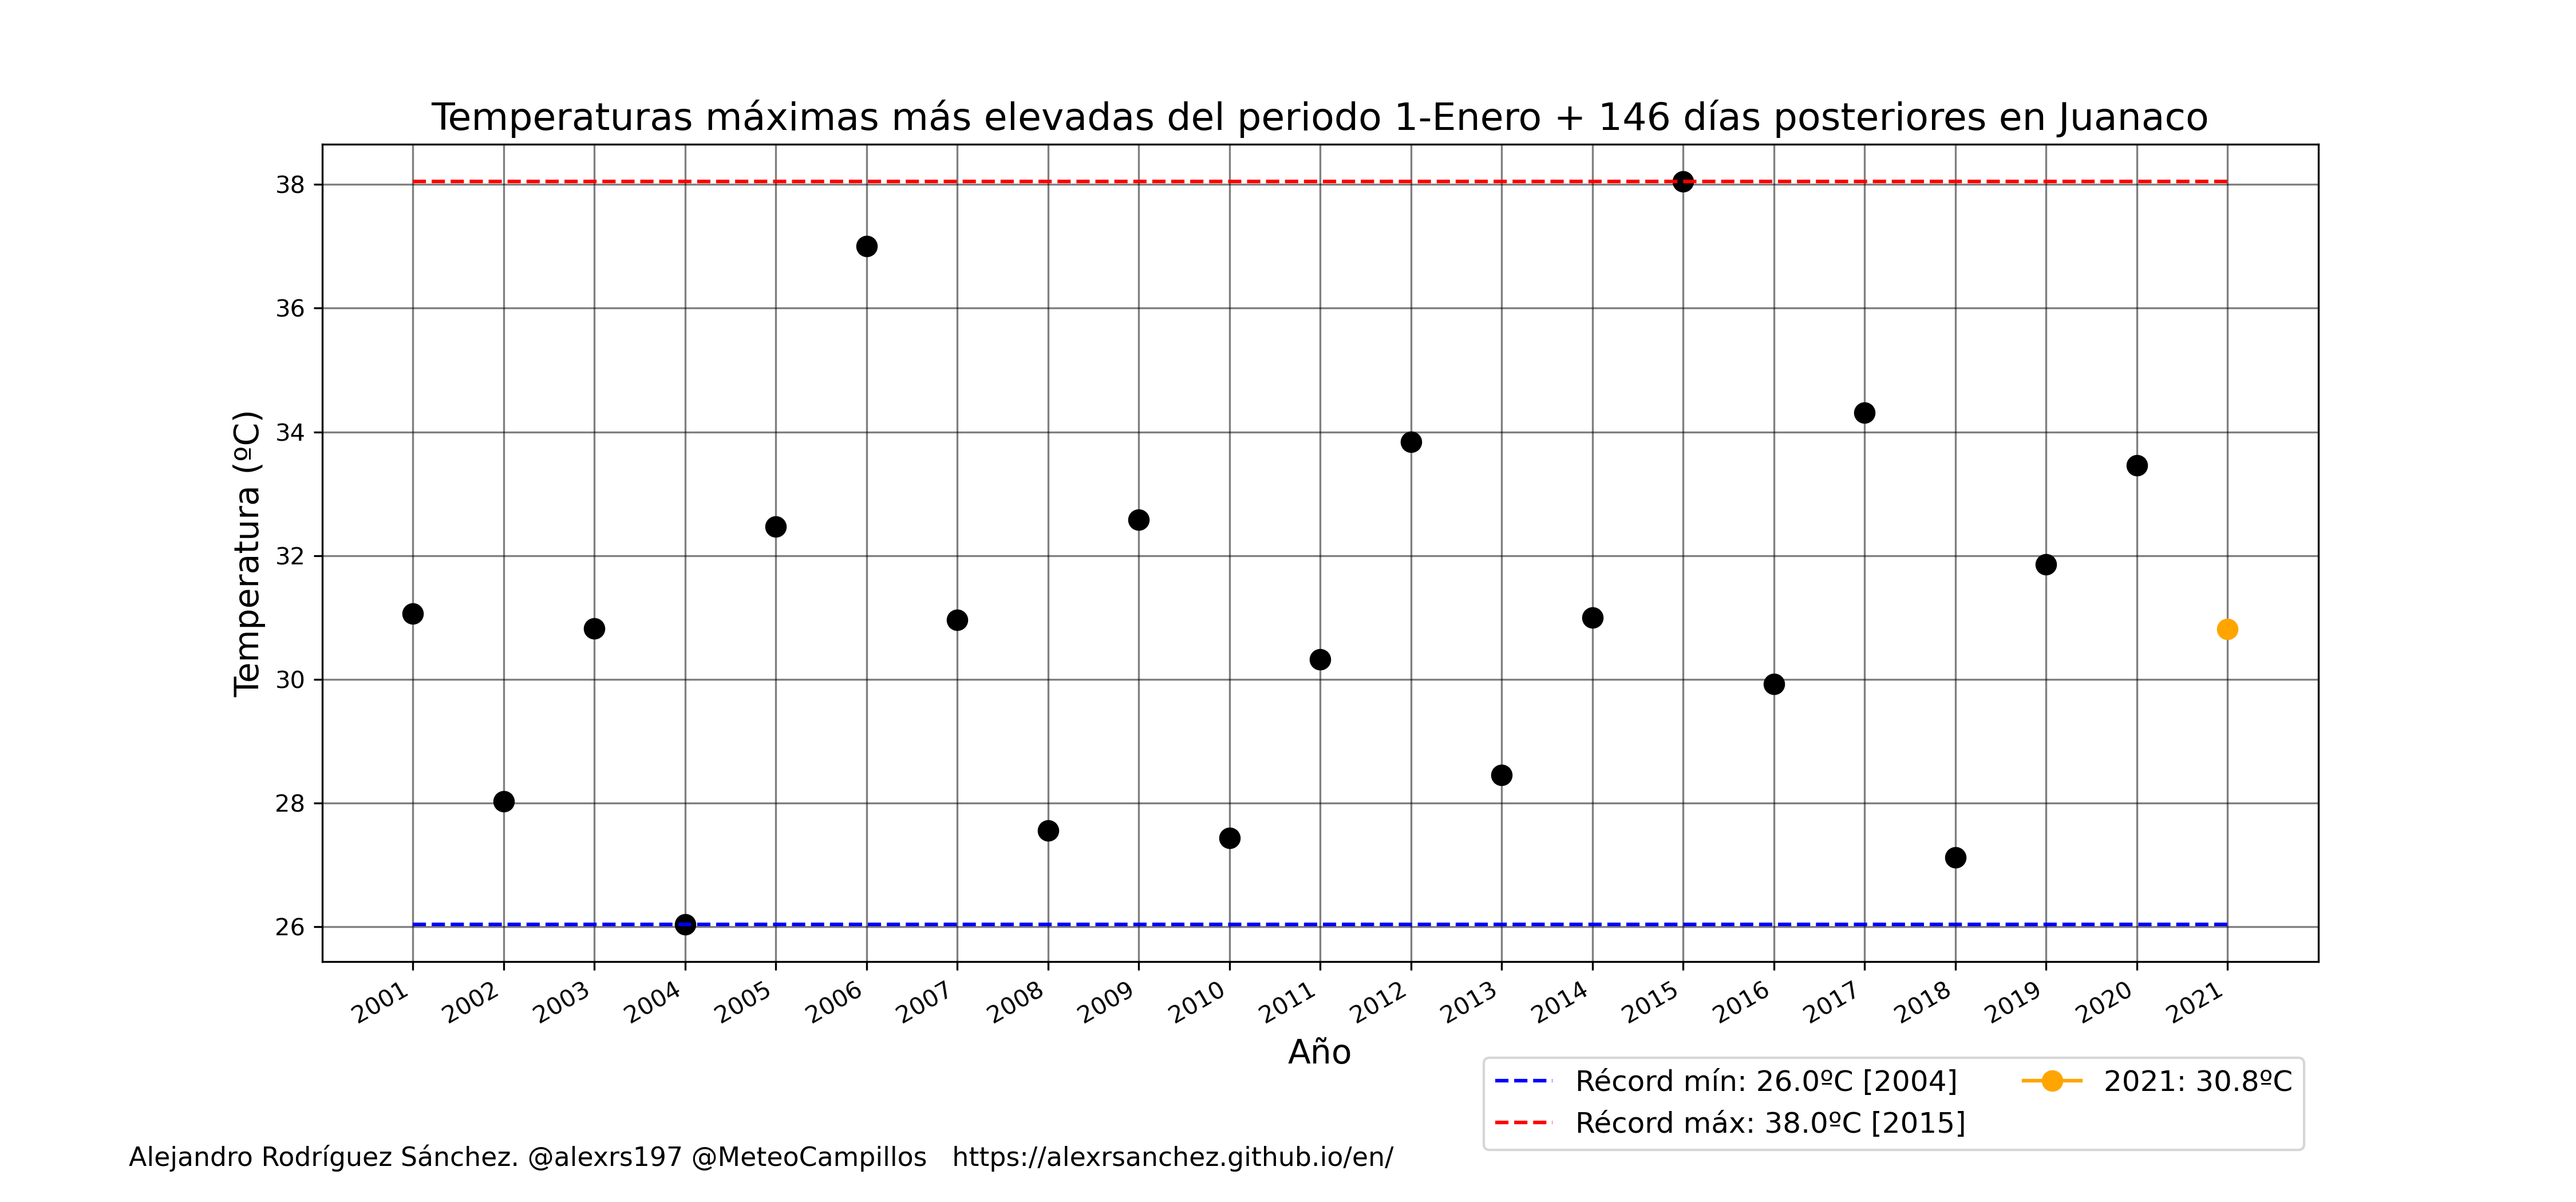 Temperaturas máximas más elevadas del periodo 1-Enero + 146 días posteriores en Juanaco
Temperatura (ºC)
38
36
34
32
30
28
26
2001 2002 2003 2004 2005 2006 2007 2008 2009 2010 2011 2012 2013 2014 2015 2016 2017 2018 2019 2020 2021
Año
Récord mín: 26.0ºC [2004]
Récord máx: 38.0ºC [2015]
2021: 30.8ºC
Alejandro Rodríguez Sánchez. @alexrs197 @MeteoCampillos https://alexrsanchez.github.io/en/